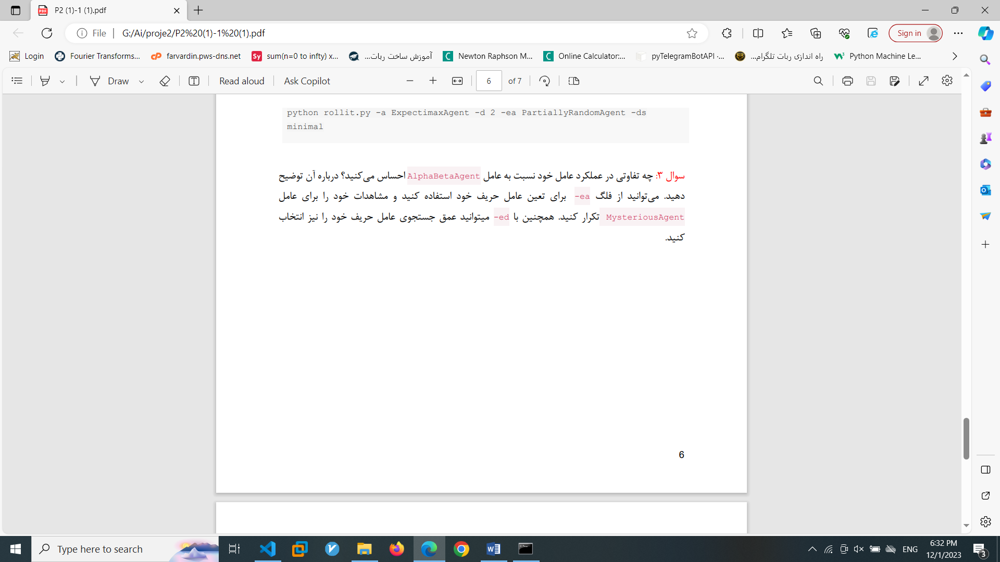 P2 (1)-1 (1).pdf
File
G:/Ai/proje2/P2%20(1)-1%20(1).pdf
Sign in
Login
Fourier Transforms...
farvardin.pws-dns.net
sum(n=0 to infty) x...
آموزش ساخت ربات...
Newton Raphson M...
Online Calculator:...
pyTelegramBotAPI ·...
راه اندازی ربات تلگرام...
Python Machine Le...
Draw
Read aloud
Ask Copilot
6
of 7
python rollit.py -a ExpectimaxAgent -d 2 -ea PartiallyRandomAgent -ds
minimal
سوال ۳: چه تفاوتی در عملکرد عامل خود نسبت به عامل AlphaBetaAgent احساس می‌کنید؟ درباره آن توضیح
دهید. می‌توانید از فلگ -ea برای تعین عامل حریف خود استفاده کنید و مشاهدات خود را برای عامل
MysteriousAgent تکرار کنید. همچنین با -ed میتوانید عمق جستجوی عامل حریف خود را نیز انتخاب
کنید.
6
Type here to search
ENG
6:32 PM
12/1/2023
3